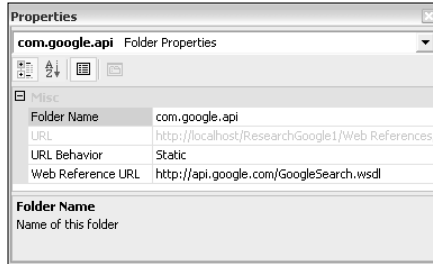 Properties
com.google.api Folder Properties
Misc
Folder Name com.google.api
URL http://localhost/ResearchGoogle1/Web References
URL Behavior Static
Web Reference URL http://api.google.com/GoogleSearch.wsdl
Folder Name
Name of this folder